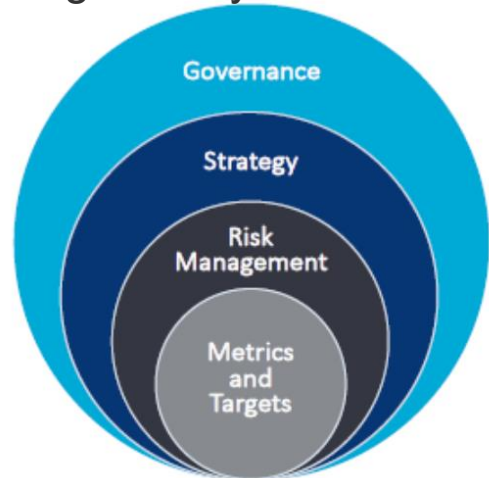 Governance
Strategy
Risk
Management
Metrics
and
Targets